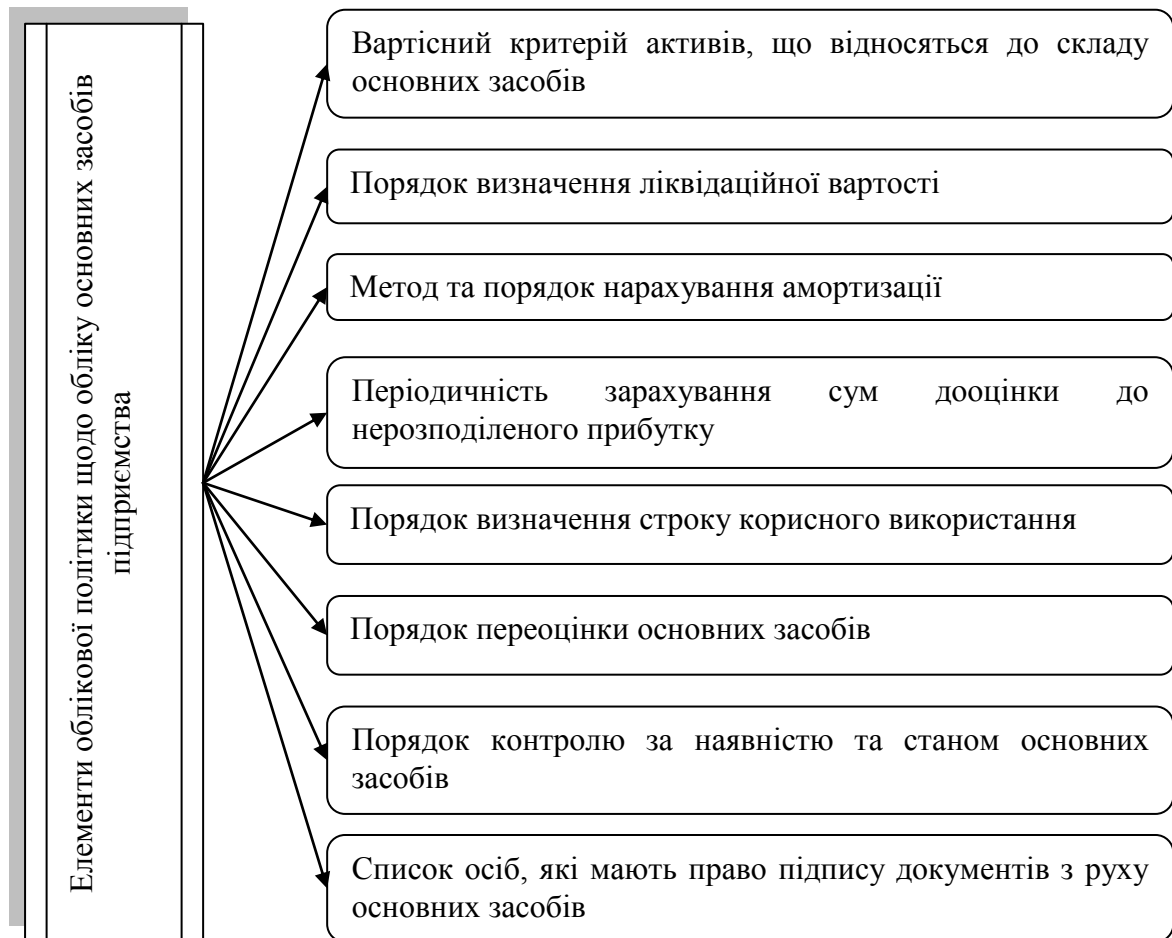 Елементи облікової політики щодо обліку основних засобів
підприємства
Вартісний критерій активів, що відносяться до складу
основних засобів
Порядок визначення ліквідаційної вартості
Метод та порядок нарахування амортизації
Періодичність зарахування сум дооцінки до
нерозподіленого прибутку
Порядок визначення строку корисного використання
Порядок переоцінки основних засобів
Порядок контролю за наявністю та станом основних
засобів
Список осіб, які мають право підпису документів з руху
основних засобів